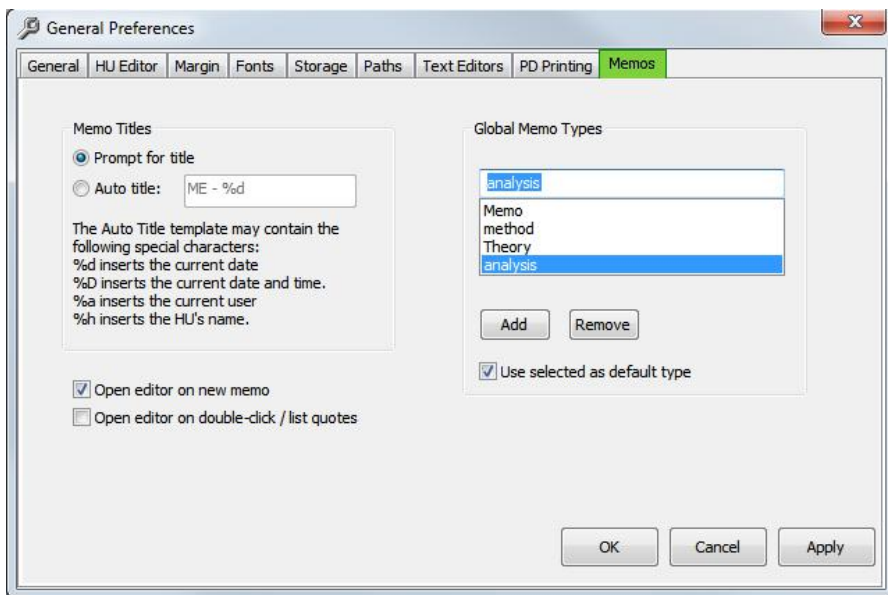 General Preferences
X
General HU Editor Margin Fonts Storage Paths Text Editors PD Printing Memos
Memo Titles
Prompt for title
Auto title: ME - %d
The Auto Title template may contain the
following special characters:
%d inserts the current date
%D inserts the current date and time.
%a inserts the current user
%h inserts the HU's name.
Open editor on new memo
Open editor on double-click / list quotes
Global Memo Types
analysis
Memo
method
Theory
analysis
Add Remove
Use selected as default type
OK Cancel Apply